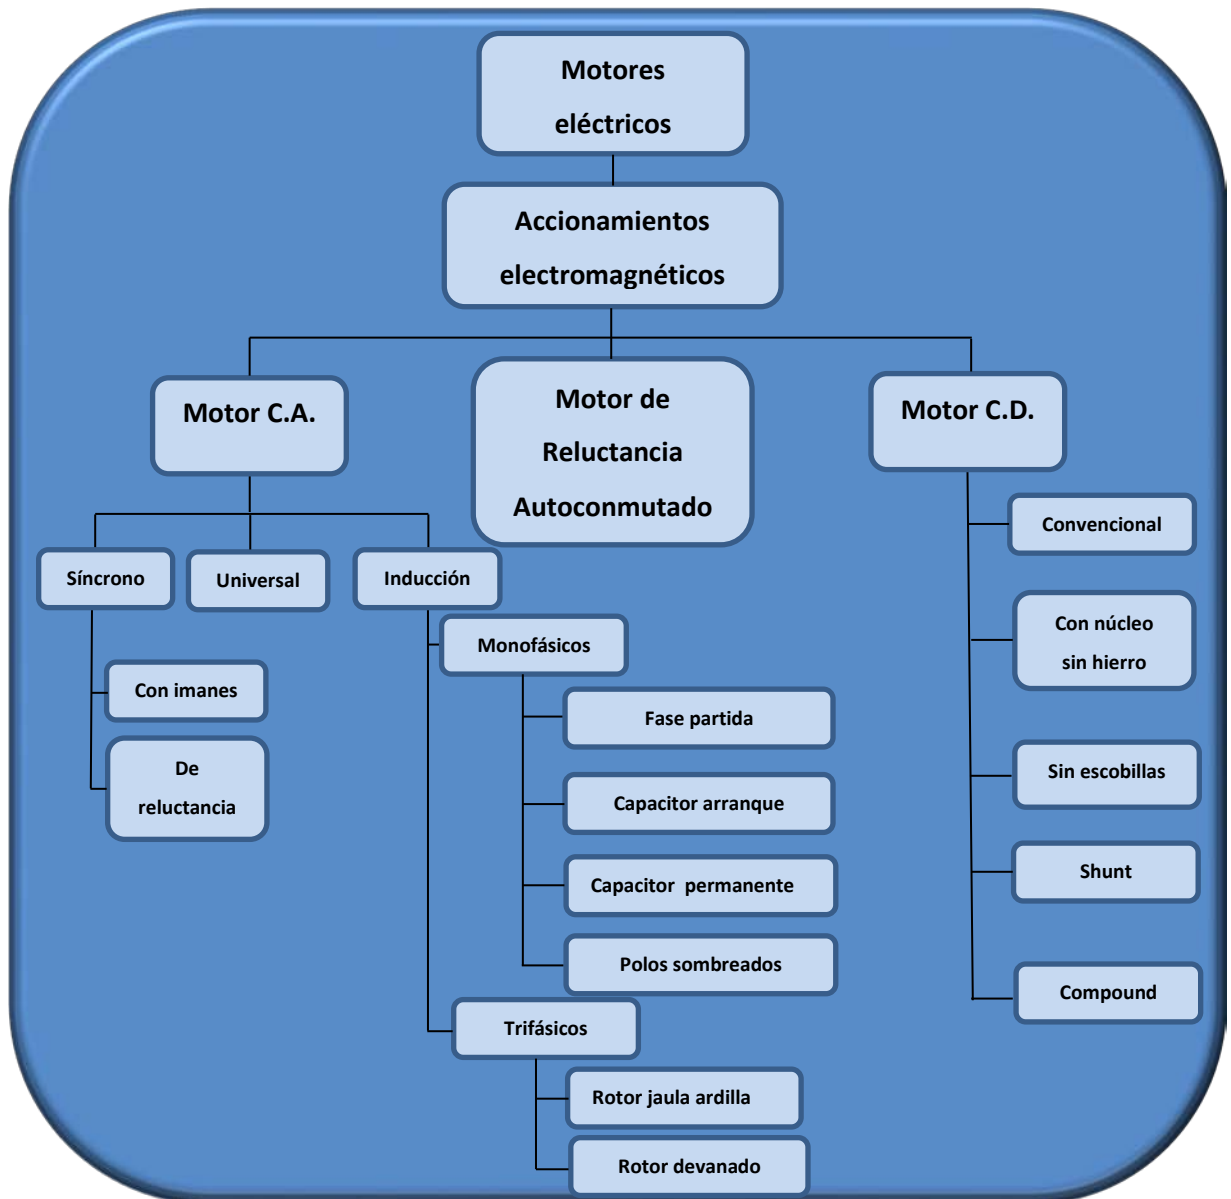 Motores
eléctricos
Accionamientos
electromagnéticos
Motor C.A.
Motor de
Reluctancia
Autoconmutado
Motor C.D.
Síncrono
Universal
Inducción
Con imanes
De
reluctancia
Monofásicos
Fase partida
Capacitor arranque
Capacitor permanente
Polos sombreados
Trifásicos
Rotor jaula ardilla
Rotor devanado
Convencional
Con núcleo
sin hierro
Sin escobillas
Shunt
Compound